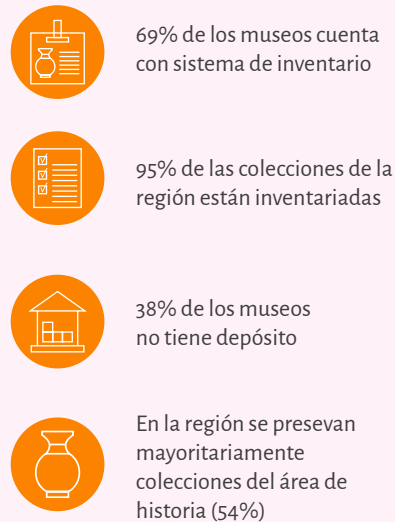 69% de los museos cuenta
con sistema de inventario
95% de las colecciones de la
región están inventariadas
38% de los museos
no tiene depósito
En la región se presevan
mayoritariamente
colecciones del área de
historia (54%)